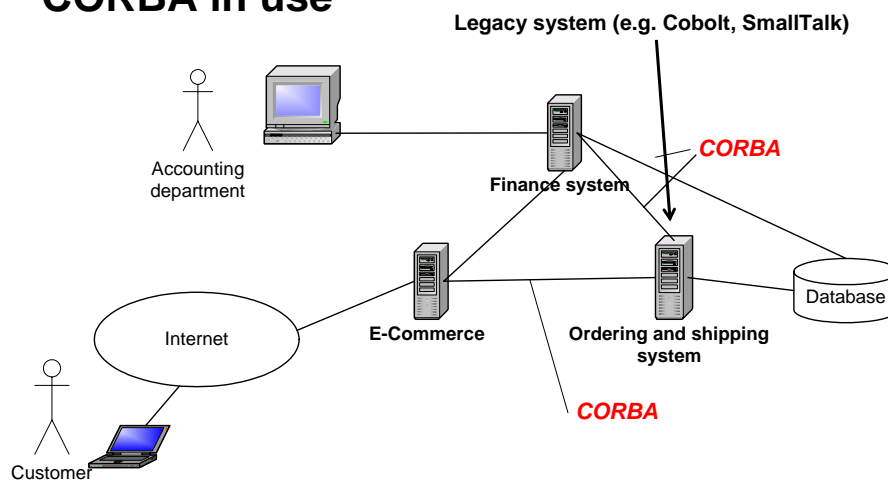 CORBA in use
Legacy system (e.g. Cobolt, SmallTalk)
Accounting
department
CORBA
Finance system
Database
Internet
E-Commerce
Ordering and shipping
system
CORBA
Customer